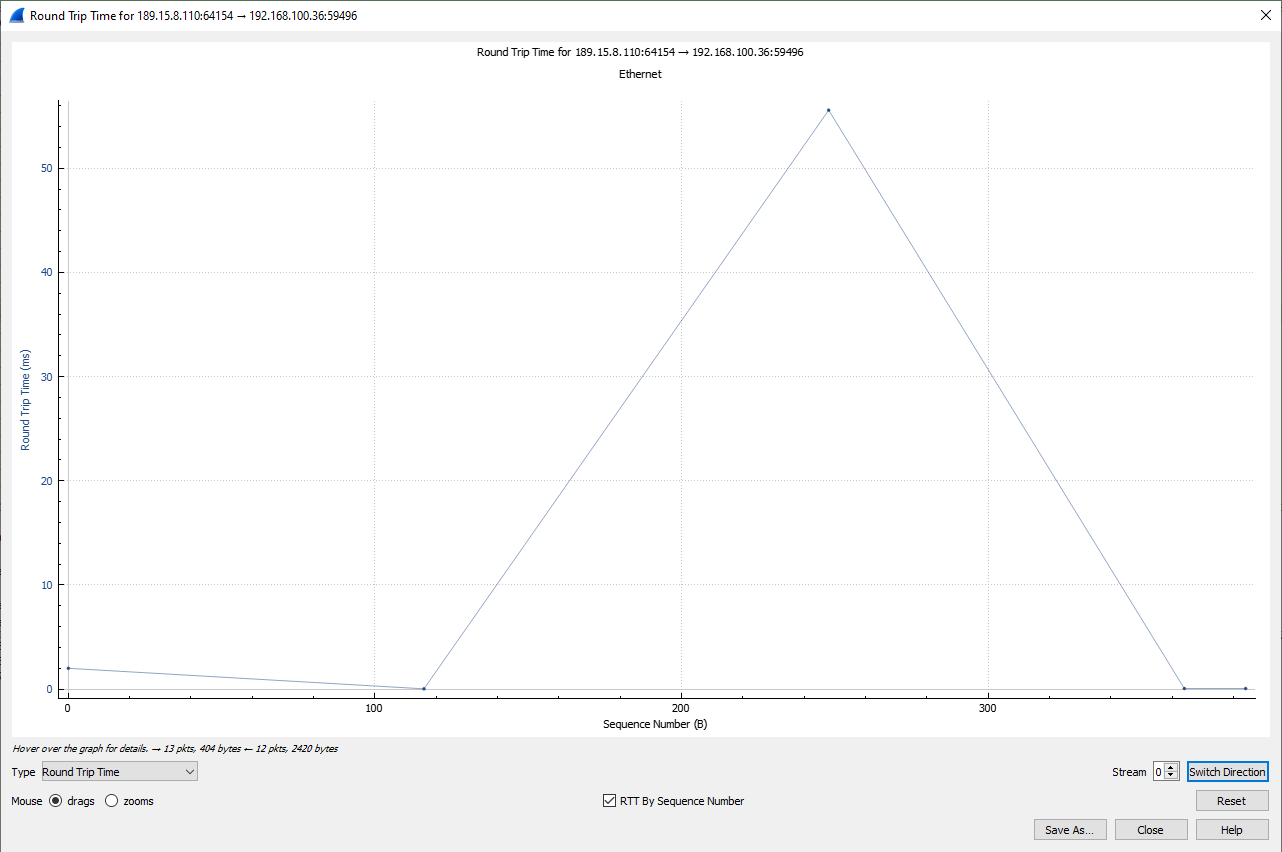 Round Trip Time for 189.15.8.110:64154 → 192.168.100.36:59496
Round Trip Time for 189.15.8.110:64154 → 192.168.100.36:59496
Ethernet
50
40
30
20
10
0
Round Trip Time (ms)
0 100 200 300
Sequence Number (B)
Hover over the graph for details. → 13 pkts, 404 bytes ← 12 pkts, 2420 bytes
Type Round Trip Time Stream 0 Switch Direction
Mouse drags zooms RTT By Sequence Number Reset
Save As... Close Help